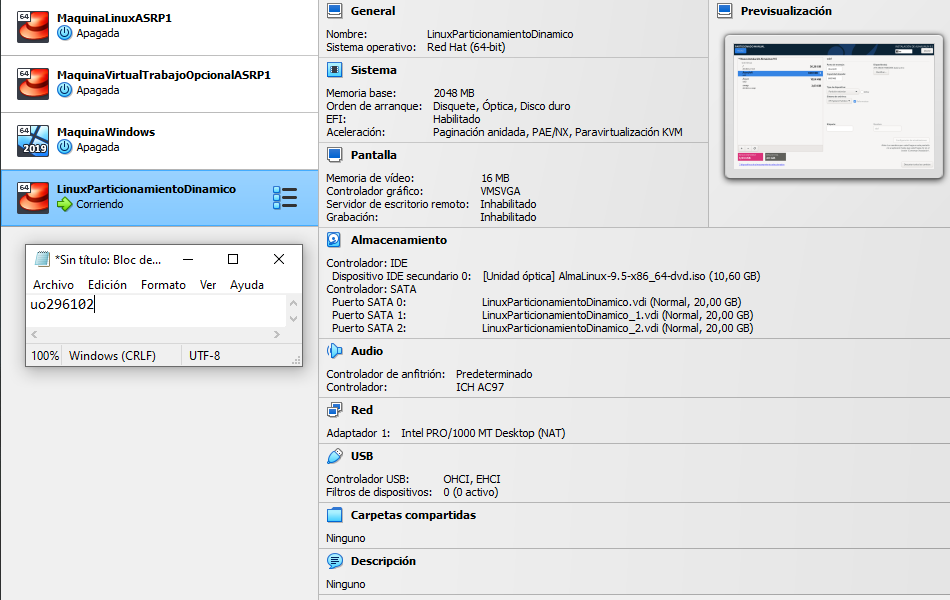 64
MaquinaLinuxASRP1
Apagada
64
MaquinaVirtualTrabajoOpcionalASRP1
Apagada
64
2019
MaquinaWindows
Apagada
64
LinuxParticionamientoDinamico
Corriendo
*Sin título: Bloc de...
Archivo Edición Formato Ver Ayuda
uo296102
100% Windows (CRLF) UTF-8
General
Nombre: LinuxParticionamientoDinamico
Sistema operativo: Red Hat (64-bit)
Sistema
Memoria base: 2048 MB
Orden de arranque: Disquete, Óptica, Disco duro
EFI: Habilitado
Aceleración: Paginación anidada, PAE/NX, Paravirtualización KVM
Pantalla
Memoria de vídeo: 16 MB
Controlador gráfico: VMSVGA
Servidor de escritorio remoto: Inhabilitado
Grabación: Inhabilitado
Previsualización
Almacenamiento
Controlador: IDE
Dispositivo IDE secundario 0: [Unidad óptica] AlmaLinux-9.5-x86_64-dvd.iso (10,60 GB)
Controlador: SATA
Puerto SATA 0: LinuxParticionamientoDinamico.vdi (Normal, 20,00 GB)
Puerto SATA 1: LinuxParticionamientoDinamico_1.vdi (Normal, 20,00 GB)
Puerto SATA 2: LinuxParticionamientoDinamico_2.vdi (Normal, 20,00 GB)
Audio
Controlador de anfitrión: Predeterminado
Controlador: ICH AC97
Red
Adaptador 1: Intel PRO/1000 MT Desktop (NAT)
USB
Controlador USB: OHCI, EHCI
Filtros de dispositivos: 0 (0 activo)
Carpetas compartidas
Ninguno
Descripción
Ninguno